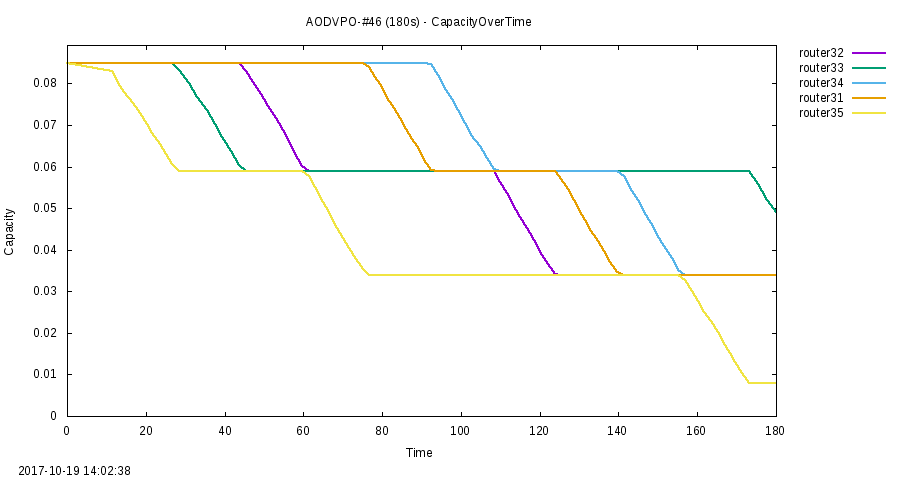 AODVPO-#46 (180s) - CapacityOverTime
router32
router33
router34
router31
router35
0.08
0.07
0.06
0.05
0.04
0.03
0.02
0.01
0
Capacity
0 20 40 60 80 100 120 140 160 180
Time
2017-10-19 14:02:38